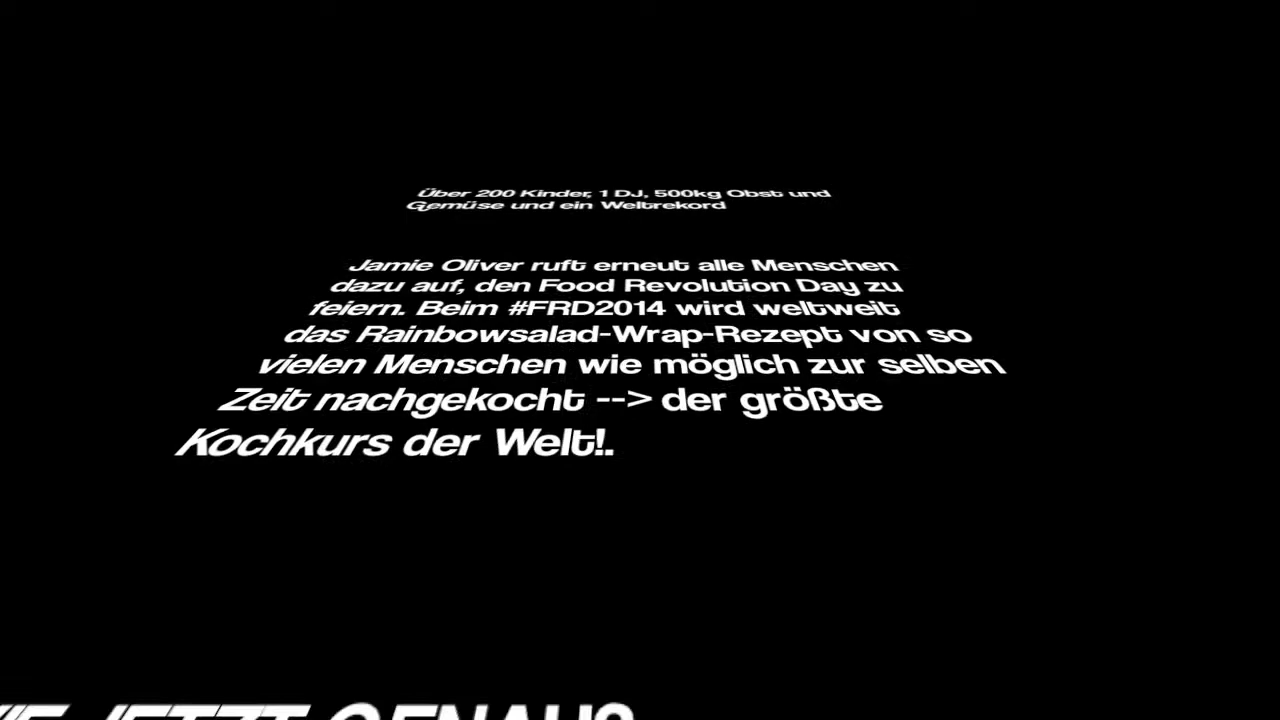 Über 200 Kinder, 1 DJ, 500kg Obst und
Gemüse und ein Weltrekord
Jamie Oliver ruft erneut alle Menschen
dazu auf, den Food Revolution Day zu
feiern. Beim #FRD2014 wird weltweit
das Rainbowsalad-Wrap-Rezept von so
vielen Menschen wie möglich zur selben
Zeit nachgekocht --> der größte
Kochkurs der Welt!.
JETZT GENAU?